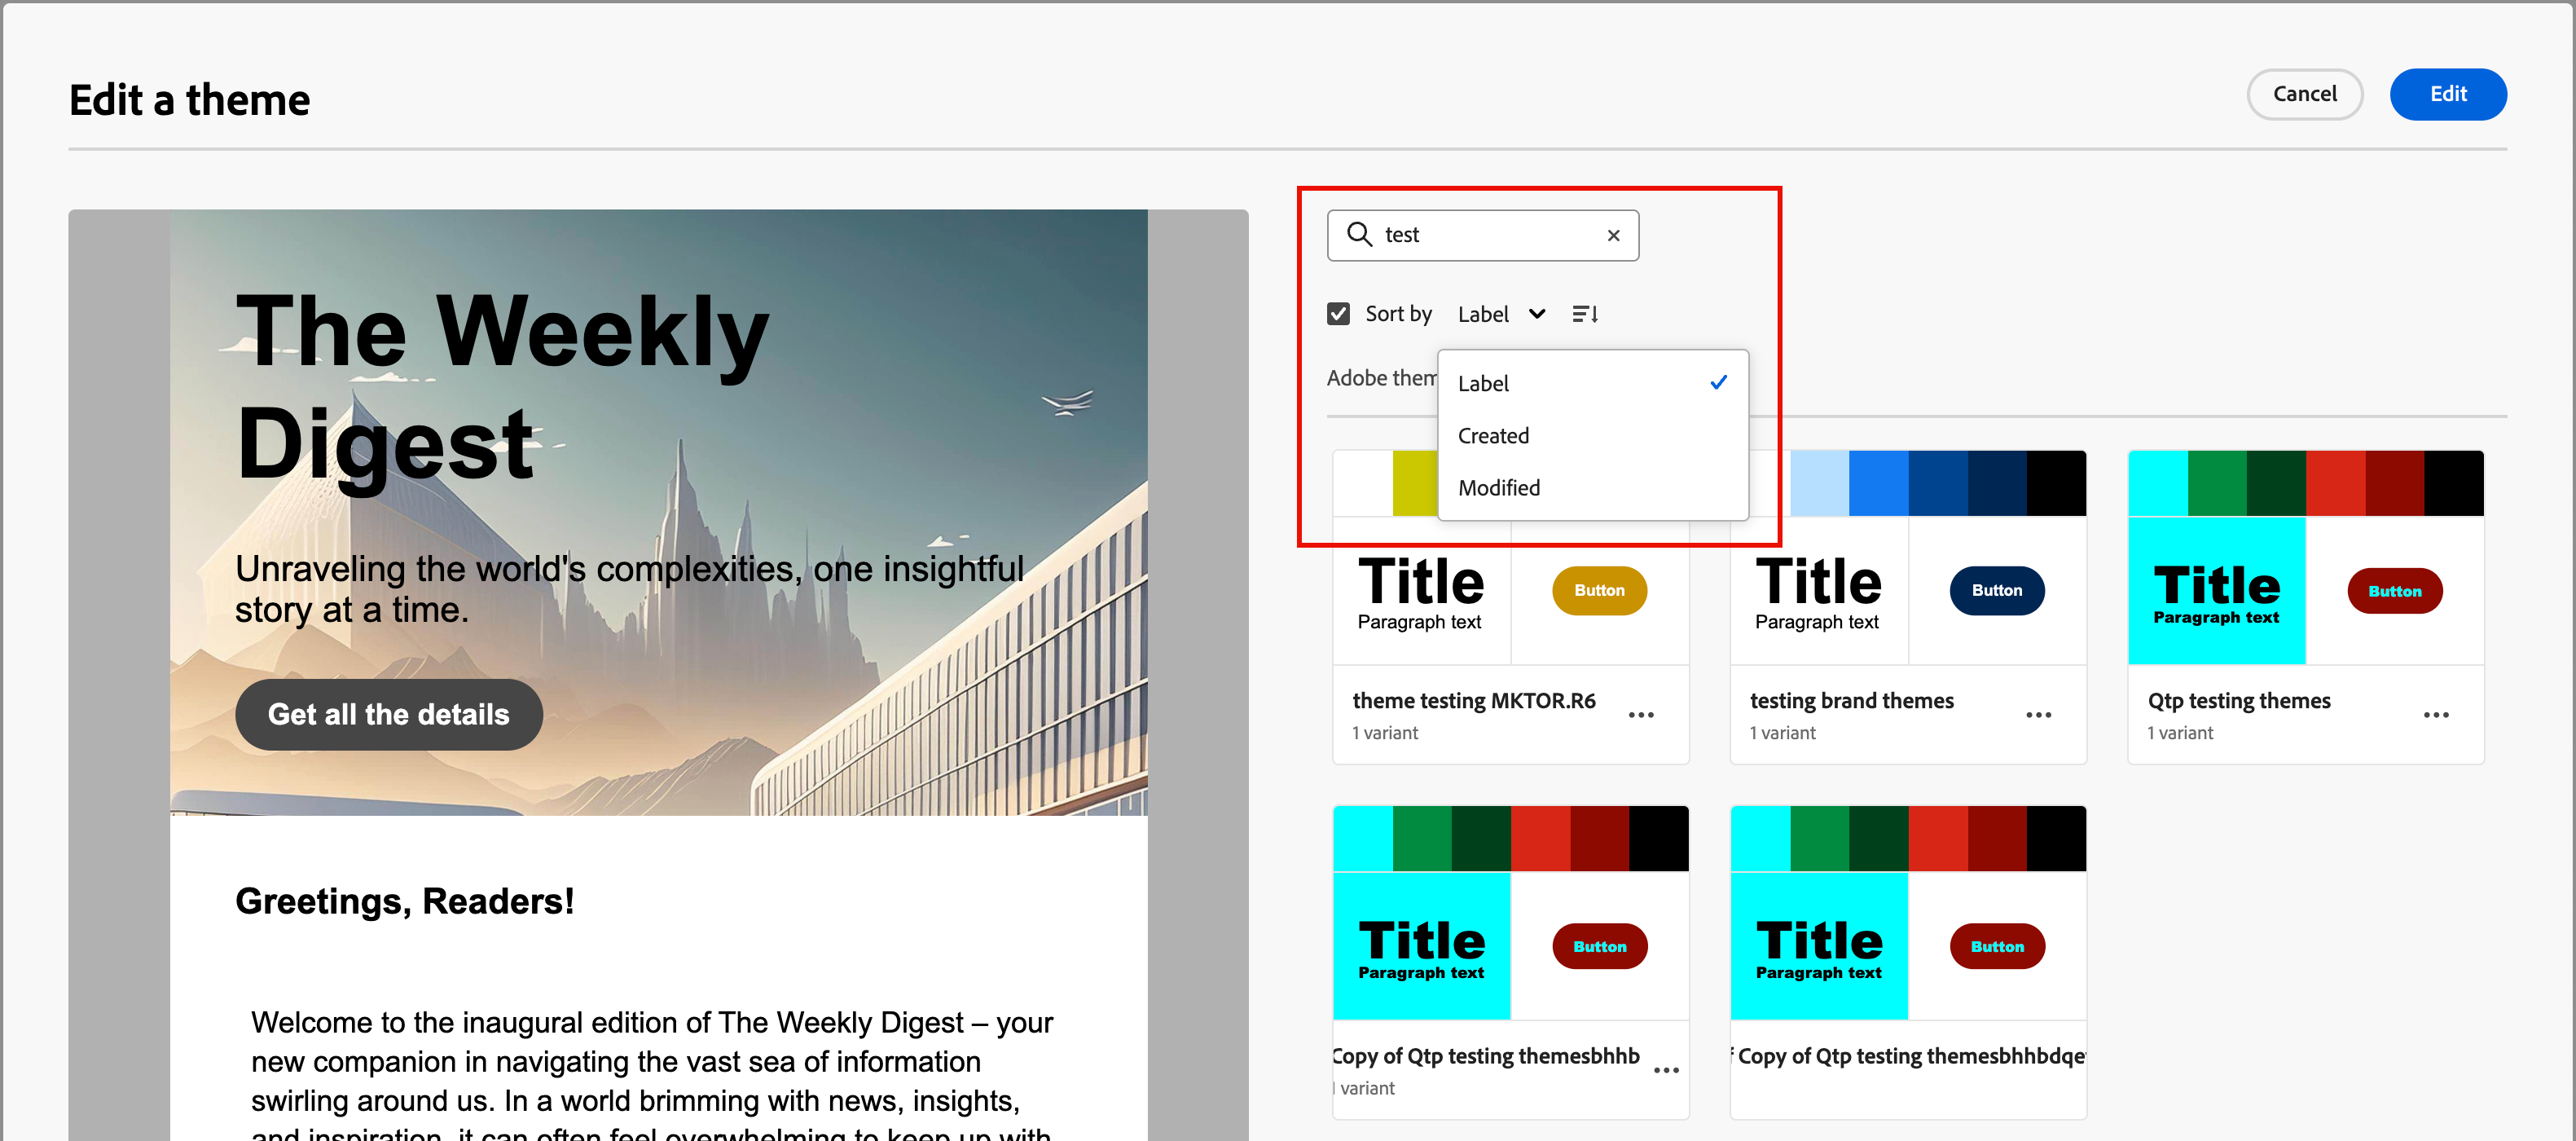 Edit a theme
Cancel
Edit
The Weekly
Digest
Unraveling the world's complexities, one insightful
story at a time.
Get all the details
Greetings, Readers!
Welcome to the inaugural edition of The Weekly Digest – your
new companion in navigating the vast sea of information
swirling around us. In a world brimming with news, insights,
and inspiration, it can often feel overwhelming to keep up with
test
Sort by Label
Adobe them
Label
Created
Modified
Title
Paragraph text
Button
theme testing MKTOR.R6
1 variant
Title
Paragraph text
Button
testing brand themes
1 variant
Title
Paragraph text
Button
Qtp testing themes
1 variant
Title
Paragraph text
Button
Copy of Qtp testing themesbhhb
1 variant
Title
Paragraph text
Button
f Copy of Qtp testing themesbhhbdqe